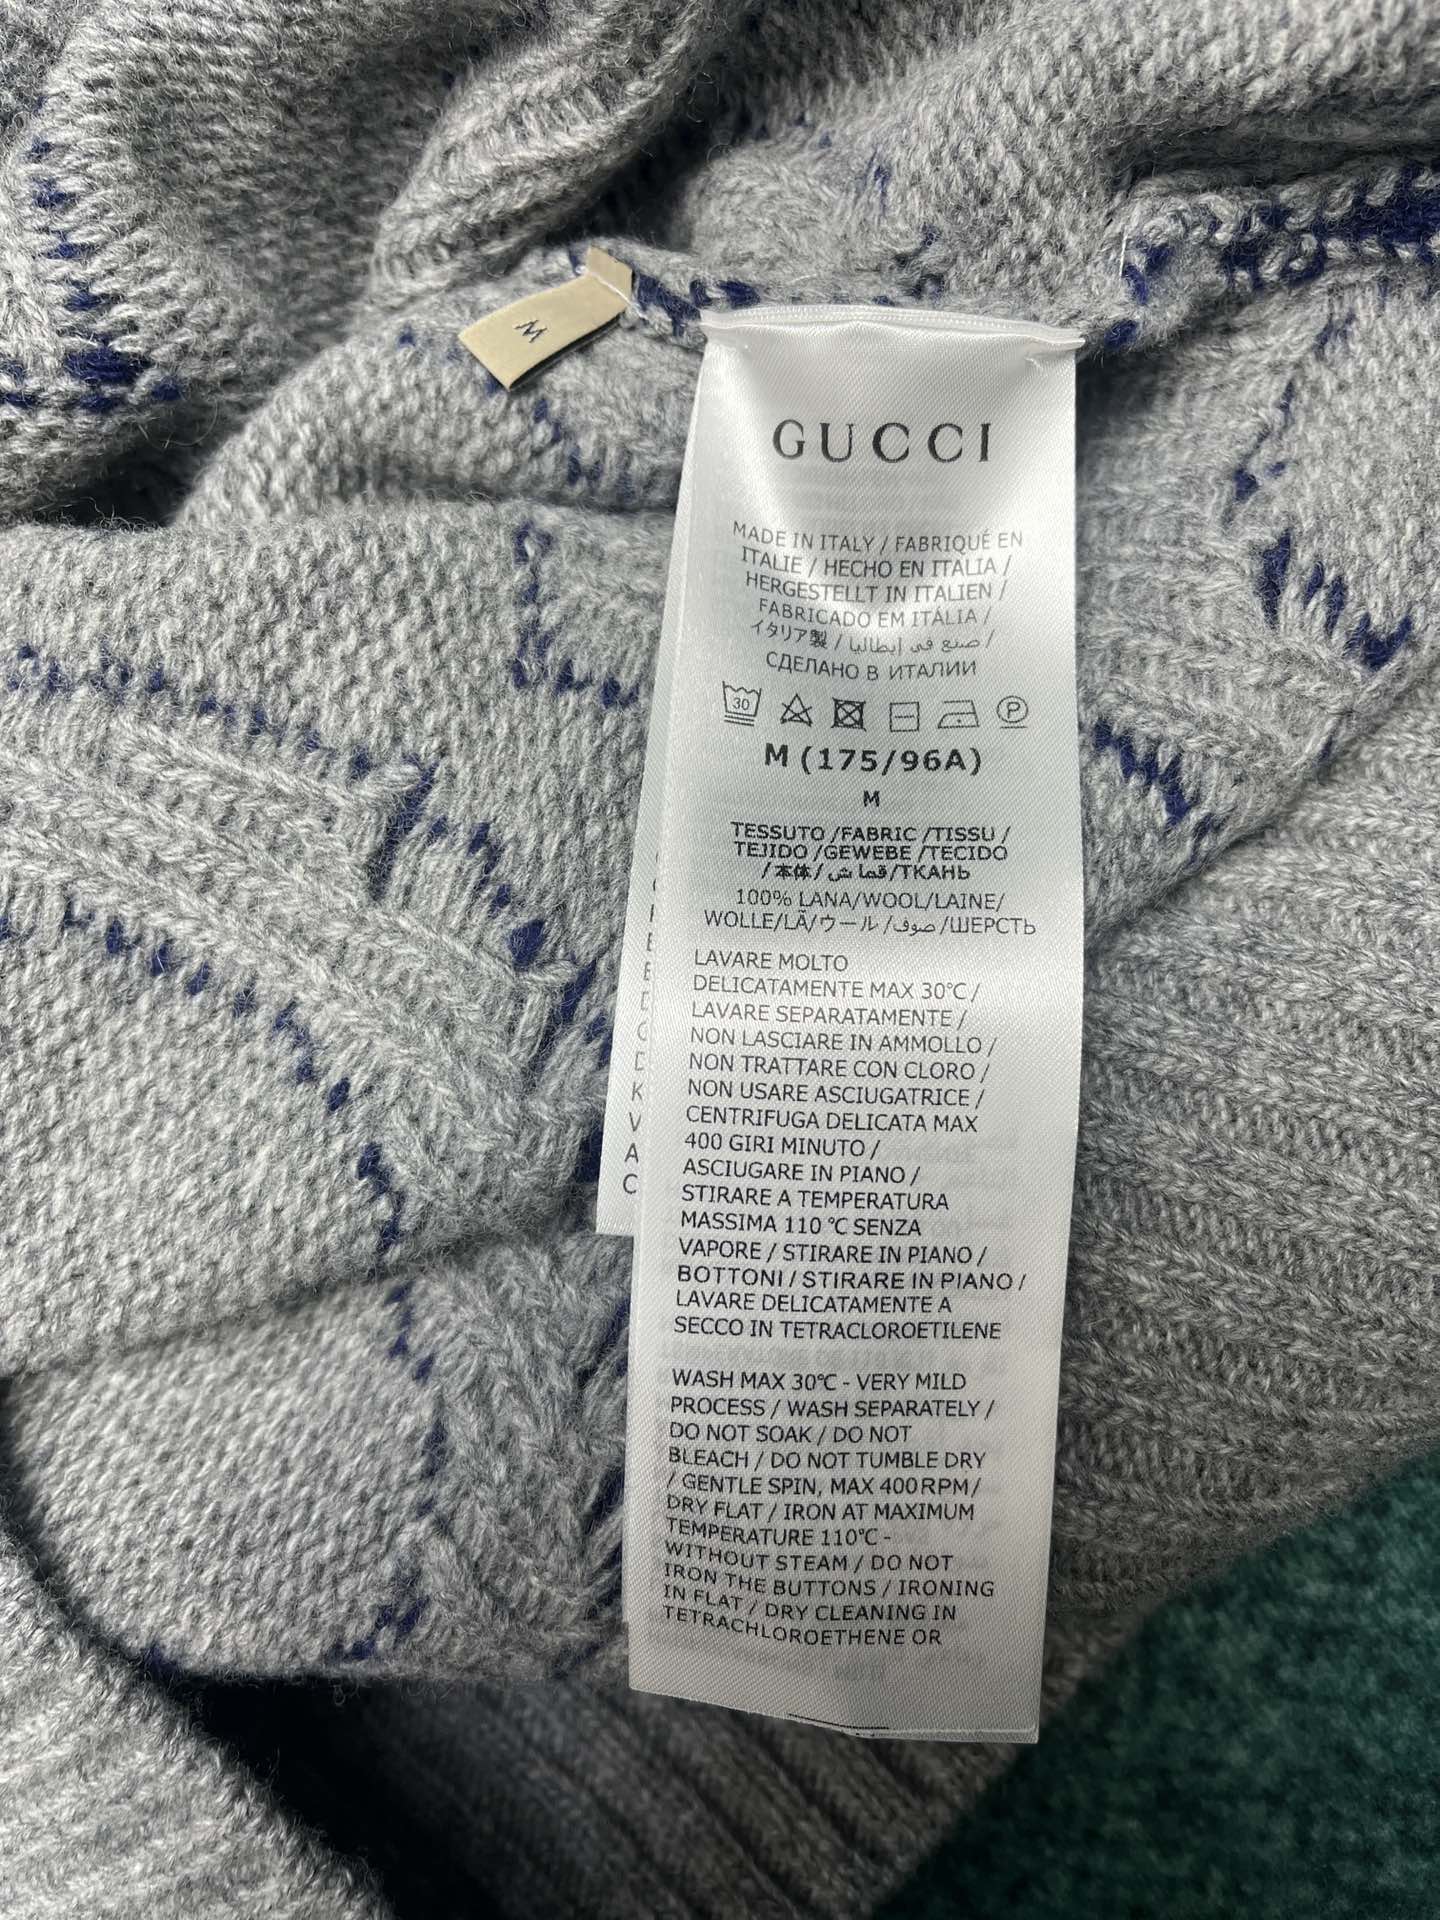 M
GUCCI
MADE IN ITALY / FABRIQUÉ EN
ITALIE / HECHO EN ITALIA /
HERGESTELLT IN ITALIEN /
FABRICADO EM ITÁLIA /
イタリア製 / صنع في إيطاليا /
СДЕЛАНО В ИТАЛИИ
30 P
M (175/96A)
M
TESSUTO /FABRIC /TISSU /
TEJIDO /GEWEBE /TECIDO
/本体/ قماش /ТКАНЬ
100% LANA/WOOL/LAINE/
WOLLE/LÃ/ウール /صوف /ШЕРСТЬ
LAVARE MOLTO
DELICATAMENTE MAX 30°C /
LAVARE SEPARATAMENTE /
NON LASCIARE IN AMMOLLO /
NON TRATTARE CON CLORO /
NON USARE ASCIUGATRICE /
CENTRIFUGA DELICATA MAX
400 GIRI MINUTO /
ASCIUGARE IN PIANO /
STIRARE A TEMPERATURA
MASSIMA 110 °C SENZA
VAPORE / STIRARE IN PIANO /
BOTTONI / STIRARE IN PIANO /
LAVARE DELICATAMENTE A
SECCO IN TETRACLOROETILENE
WASH MAX 30°C - VERY MILD
PROCESS / WASH SEPARATELY /
DO NOT SOAK / DO NOT
BLEACH / DO NOT TUMBLE DRY
/ GENTLE SPIN, MAX 400RPM /
DRY FLAT / IRON AT MAXIMUM
TEMPERATURE 110°C -
WITHOUT STEAM / DO NOT
IRON THE BUTTONS / IRONING
IN FLAT / DRY CLEANING IN
TETRACHLOROETHENE OR